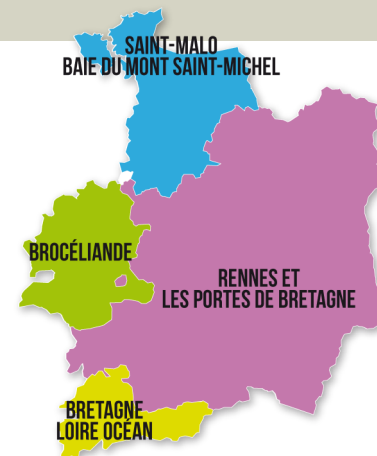 SAINT-MALO
BAIE DU MONT SAINT-MICHEL
BROCÉLIANDE
RENNES ET
LES PORTES DE BRETAGNE
BRETAGNE
LOIRE OCÉAN